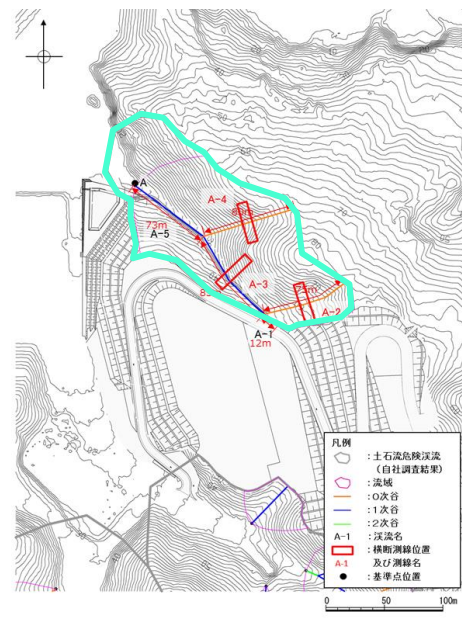 A
A-4
88m
73m
A-5
A-3
75m
A-2
A-1
12m
凡例
：土石流危険渓流
（自社調査結果）
：流域
：0次谷
：1次谷
：2次谷
A-1 ：渓流名
：横断測線位置
A-1 及び測線名
：基準点位置
0 50 100m